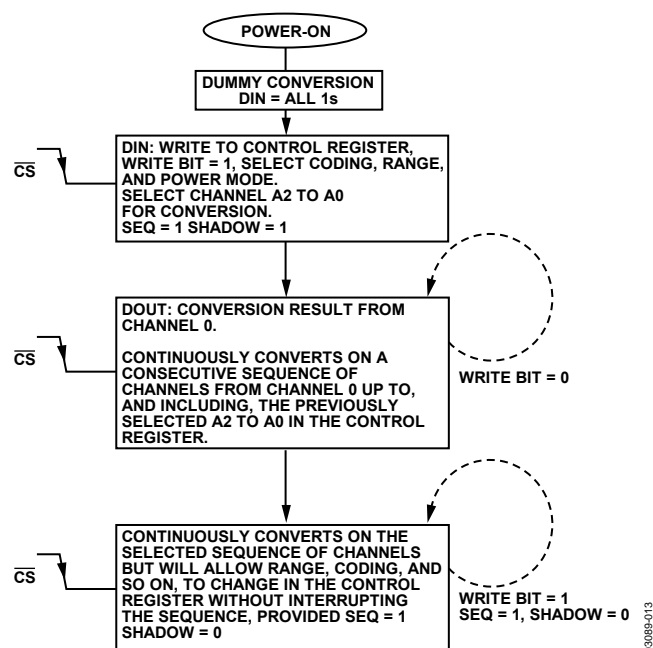 POWER-ON
DUMMY CONVERSION
DIN = ALL 1s
CS
DIN: WRITE TO CONTROL REGISTER,
WRITE BIT = 1, SELECT CODING, RANGE,
AND POWER MODE.
SELECT CHANNEL A2 TO A0
FOR CONVERSION.
SEQ = 1 SHADOW = 1
CS
DOUT: CONVERSION RESULT FROM
CHANNEL 0.
CONTINUOUSLY CONVERTS ON A
CONSECUTIVE SEQUENCE OF
CHANNELS FROM CHANNEL 0 UP TO,
AND INCLUDING, THE PREVIOUSLY
SELECTED A2 TO A0 IN THE CONTROL
REGISTER.
WRITE BIT = 0
CS
CONTINUOUSLY CONVERTS ON THE
SELECTED SEQUENCE OF CHANNELS
BUT WILL ALLOW RANGE, CODING, AND
SO ON, TO CHANGE IN THE CONTROL
REGISTER WITHOUT INTERRUPTING
THE SEQUENCE, PROVIDED SEQ = 1
SHADOW = 0
WRITE BIT = 1
SEQ = 1, SHADOW = 0